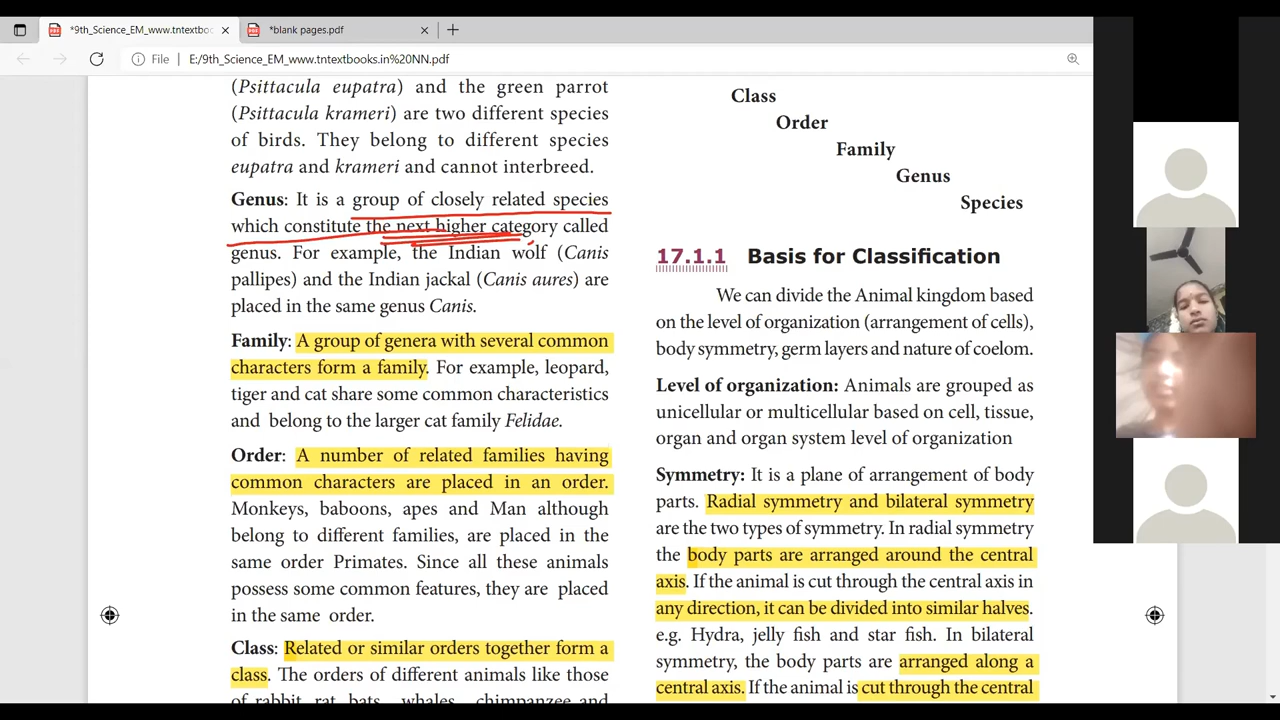 *9th_Science_EM_www.tntextboo
*blank pages.pdf
File
E:/9th_Science_EM_www.tntextbooks.in%20NN.pdf
(Psittacula eupatra) and the green parrot
(Psittacula krameri) are two different species
of birds. They belong to different species
eupatra and krameri and cannot interbreed.
Genus: It is a group of closely related species
which constitute the next higher category called
genus. For example, the Indian wolf (Canis
pallipes) and the Indian jackal (Canis aures) are
placed in the same genus Canis.
Family: A group of genera with several common
characters form a family. For example, leopard,
tiger and cat share some common characteristics
and belong to the larger cat family Felidae.
Order: A number of related families having
common characters are placed in an order.
Monkeys, baboons, apes and Man although
belong to different families, are placed in the
same order Primates. Since all these animals
possess some common features, they are placed
in the same order.
Class: Related or similar orders together form a
class. The orders of different animals like those
of rabbit, rat, bats, whales, chimpanzee and
Class
Order
Family
Genus
Species
17.1.1 Basis for Classification
We can divide the Animal kingdom based
on the level of organization (arrangement of cells),
body symmetry, germ layers and nature of coelom.
Level of organization: Animals are grouped as
unicellular or multicellular based on cell, tissue,
organ and organ system level of organization
Symmetry: It is a plane of arrangement of body
parts. Radial symmetry and bilateral symmetry
are the two types of symmetry. In radial symmetry
the body parts are arranged around the central
axis. If the animal is cut through the central axis in
any direction, it can be divided into similar halves.
e.g. Hydra, jelly fish and star fish. In bilateral
symmetry, the body parts are arranged along a
central axis. If the animal is cut through the central